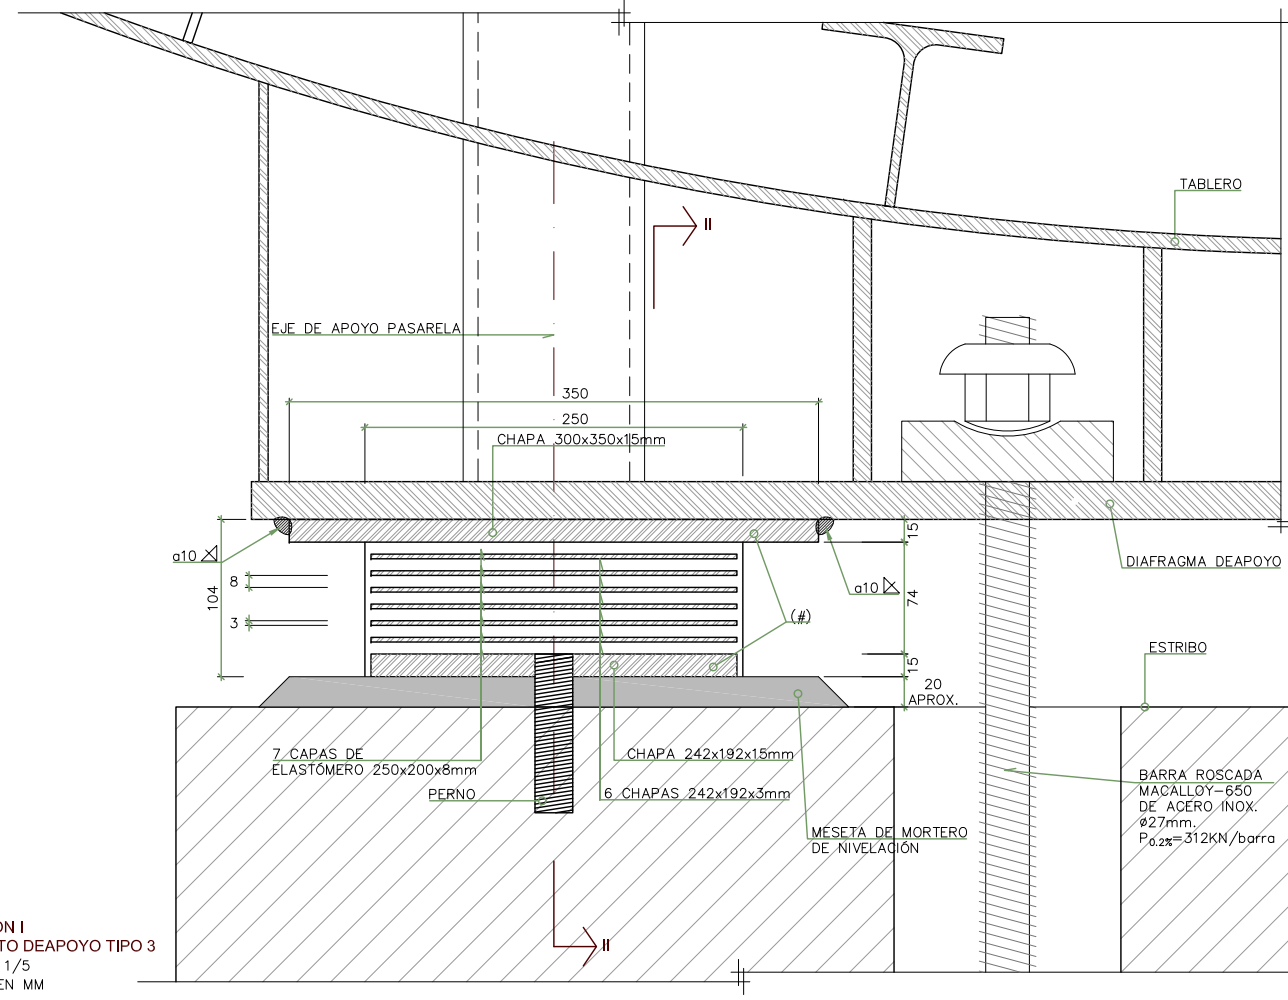 TABLERO
II
EJE DE APOYO PASARELA
350
250
CHAPA 300x350x15mm
15
a10
DIAFRAGMA DEAPOYO
8
a10
104
74
3
(#)
ESTRIBO
15
20
APROX.
7 CAPAS DE
ELASTÓMERO 250x200x8mm
CHAPA 242x192x15mm
PERNO
6 CHAPAS 242x192x3mm
BARRA ROSCADA
MACALLOY-650
DE ACERO INOX.
Ø27mm.
P0.2%=312KN/barra
MESETA DE MORTERO
DE NIVELACIÓN
ON I
TO DEAPOYO TIPO 3
1/5
EN MM
II